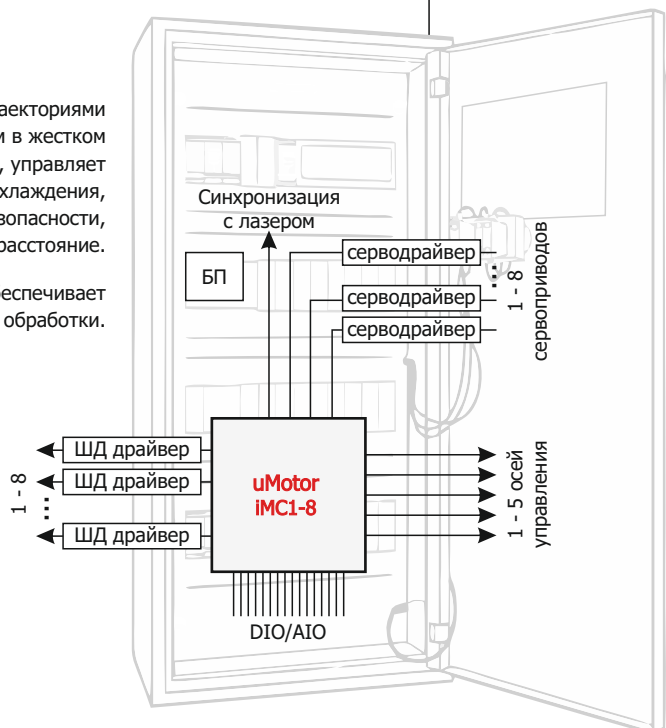 аекториями
м в жестком
, управляет
хлаждения,
зопасности,
расстояние.
еспечивает
обработки.
Синхронизация
с лазером
БП
серводрайвер
серводрайвер
серводрайвер
1 - 8
сервоприводов
ШД драйвер
ШД драйвер
ШД драйвер
1 - 8
uMotor
iMC1-8
1 - 5 осей
управления
DIO/AIO